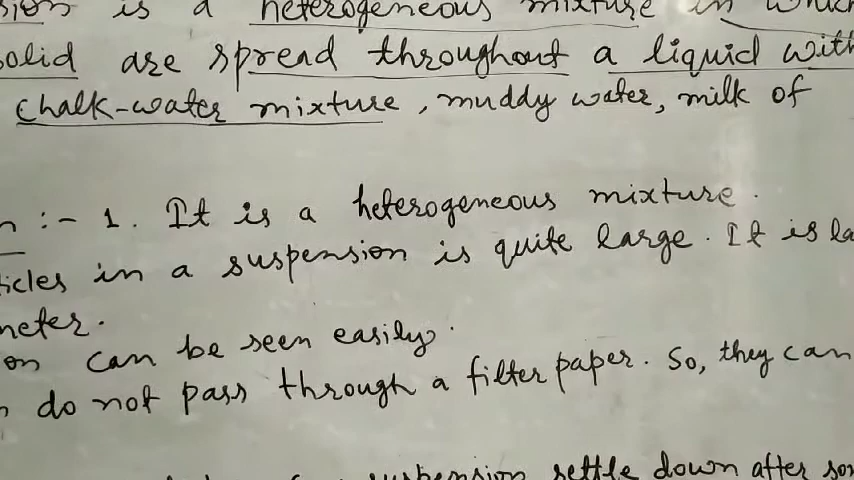 is a heterogeneous mixture in which
solid are spread throughout a liquid with
chalk-water mixture, muddy water, milk of
:- 1. It is a heterogeneous mixture.
in a suspension is quite large. It is
can be seen easily.
do not pass through a filter paper. So, they can
suspension settle down after